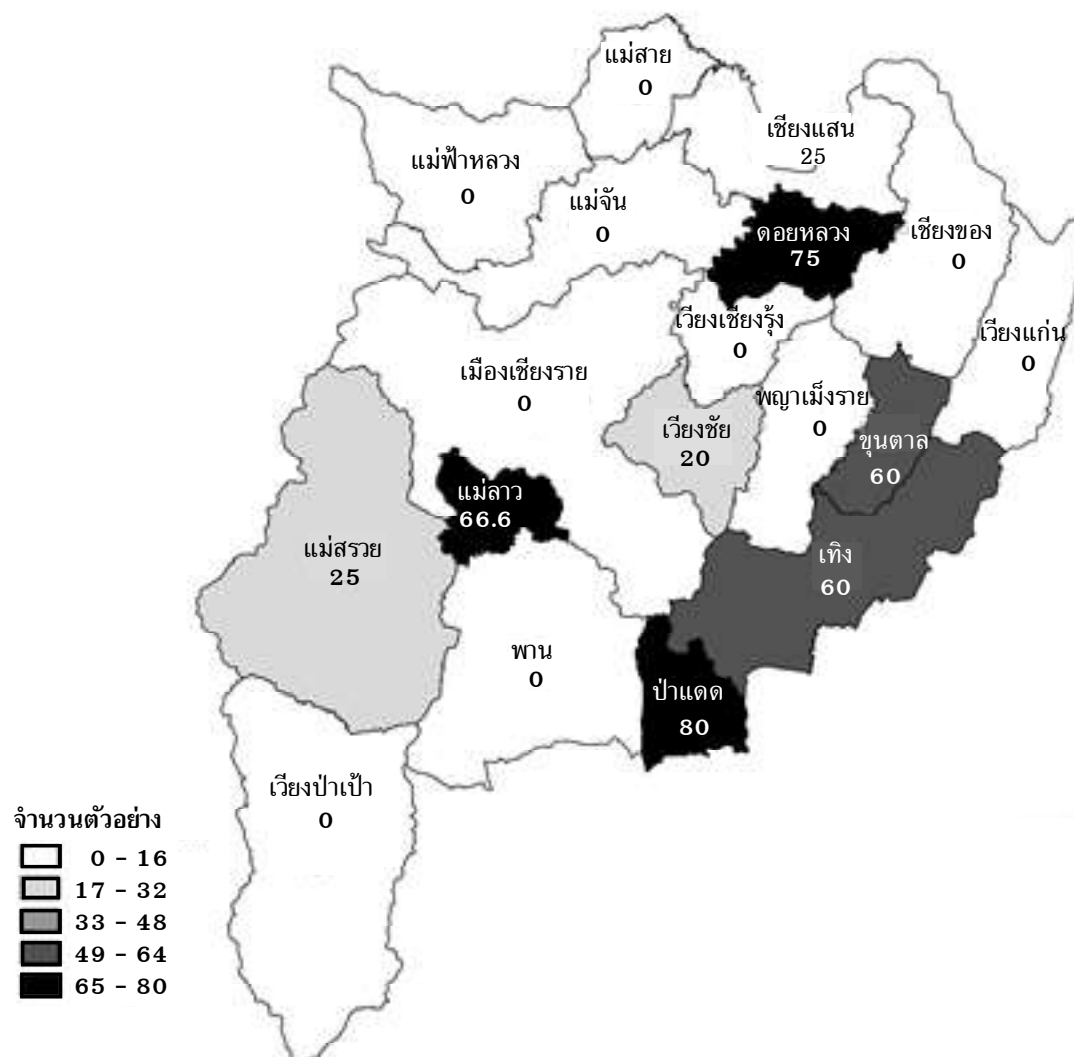 แม่สาย
0
เชียงแสน
25
แม่ฟ้าหลวง
0
แม่จัน
0
ดอยหลวง
75
เชียงของ
0
เวียงเชียงรุ้ง
0
เวียงแก่น
0
เมืองเชียงราย
0
พญาเม็งราย
0
เวียงชัย
20
ขุนตาล
60
แม่ลาว
66.6
แม่สรวย
25
เทิง
60
พาน
0
ป่าแดด
80
เวียงป่าเป้า
0
จำนวนตัวอย่าง
0 - 16
17 - 32
33 - 48
49 - 64
65 - 80